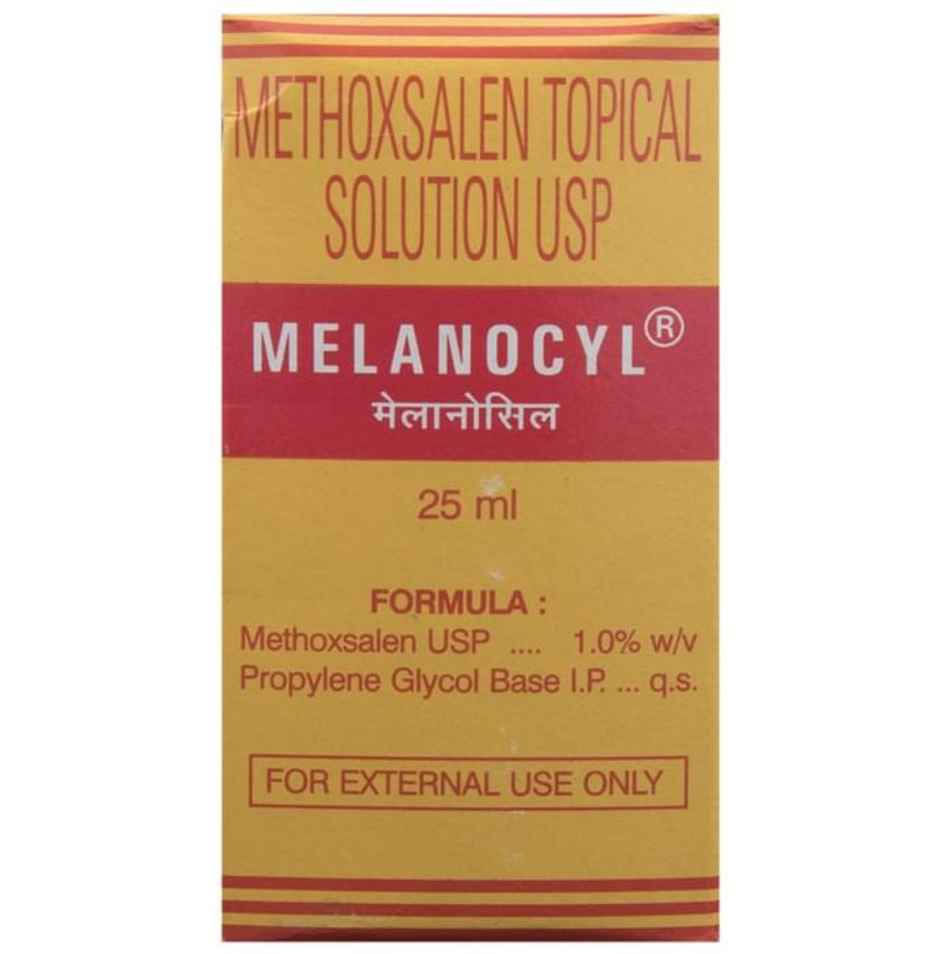 METHOXSALEN TOPICAL
SOLUTION USP
MELANOCYL®
मेलानोसिल
25 ml
FORMULA :
Methoxsalen USP .... 1.0% w/v
Propylene Glycol Base I.P. ... q.s.
FOR EXTERNAL USE ONLY